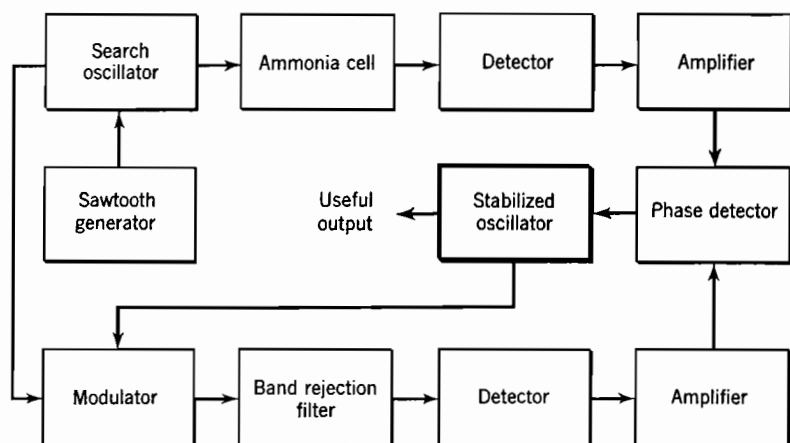 Search
oscillator
Ammonia cell
Detector
Amplifier
Sawtooth
generator
Useful
output
Stabilized
oscillator
Phase detector
Modulator
Band rejection
filter
Detector
Amplifier